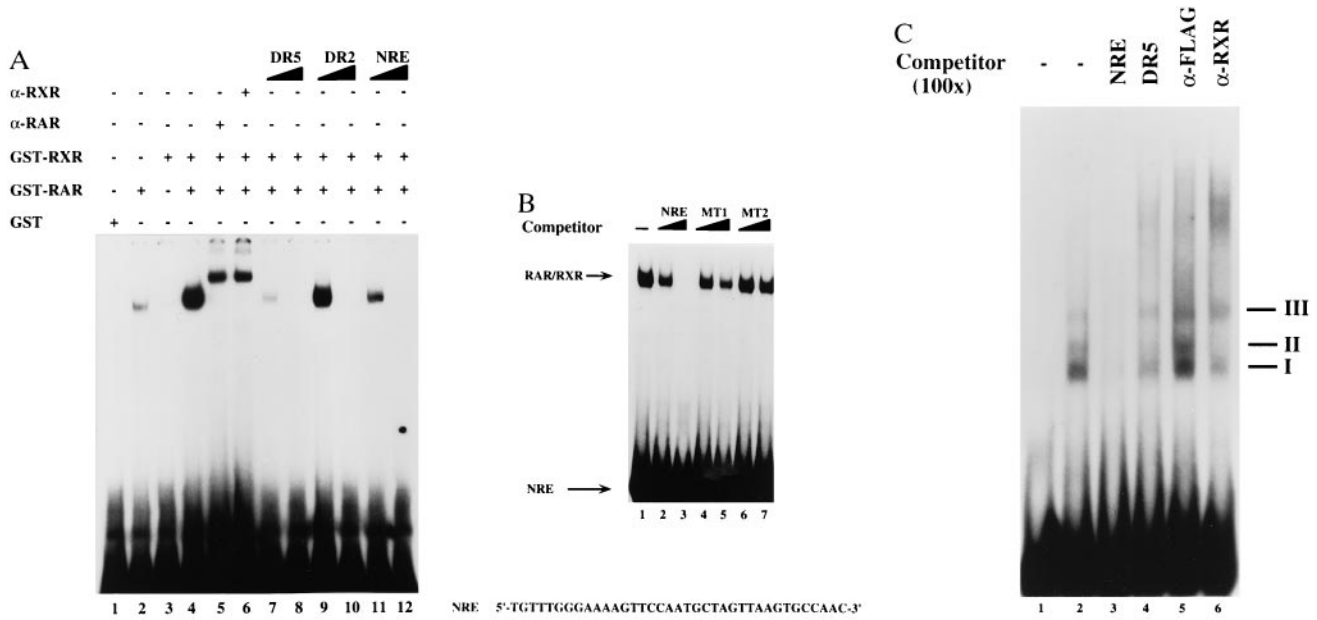 A
DR5 DR2 NRE
α-RXR - - - - - + - - - - - -
α-RAR - - - - + - - - - - - -
GST-RXR - - + + + + + + + + + +
GST-RAR - + - + + + + + + + + +
GST + - - - - - - - - - - -
1 2 3 4 5 6 7 8 9 10 11 12
B
NRE MT1 MT2
Competitor –
RAR/RXR
NRE
1 2 3 4 5 6 7
NRE 5'-TGTTTGGGAAAAGTTCCAATGCTAGTTAAGTGCCAAC-3'
C
Competitor (100x) - - NRE DR5 α-FLAG α-RXR
III
II
I
1 2 3 4 5 6